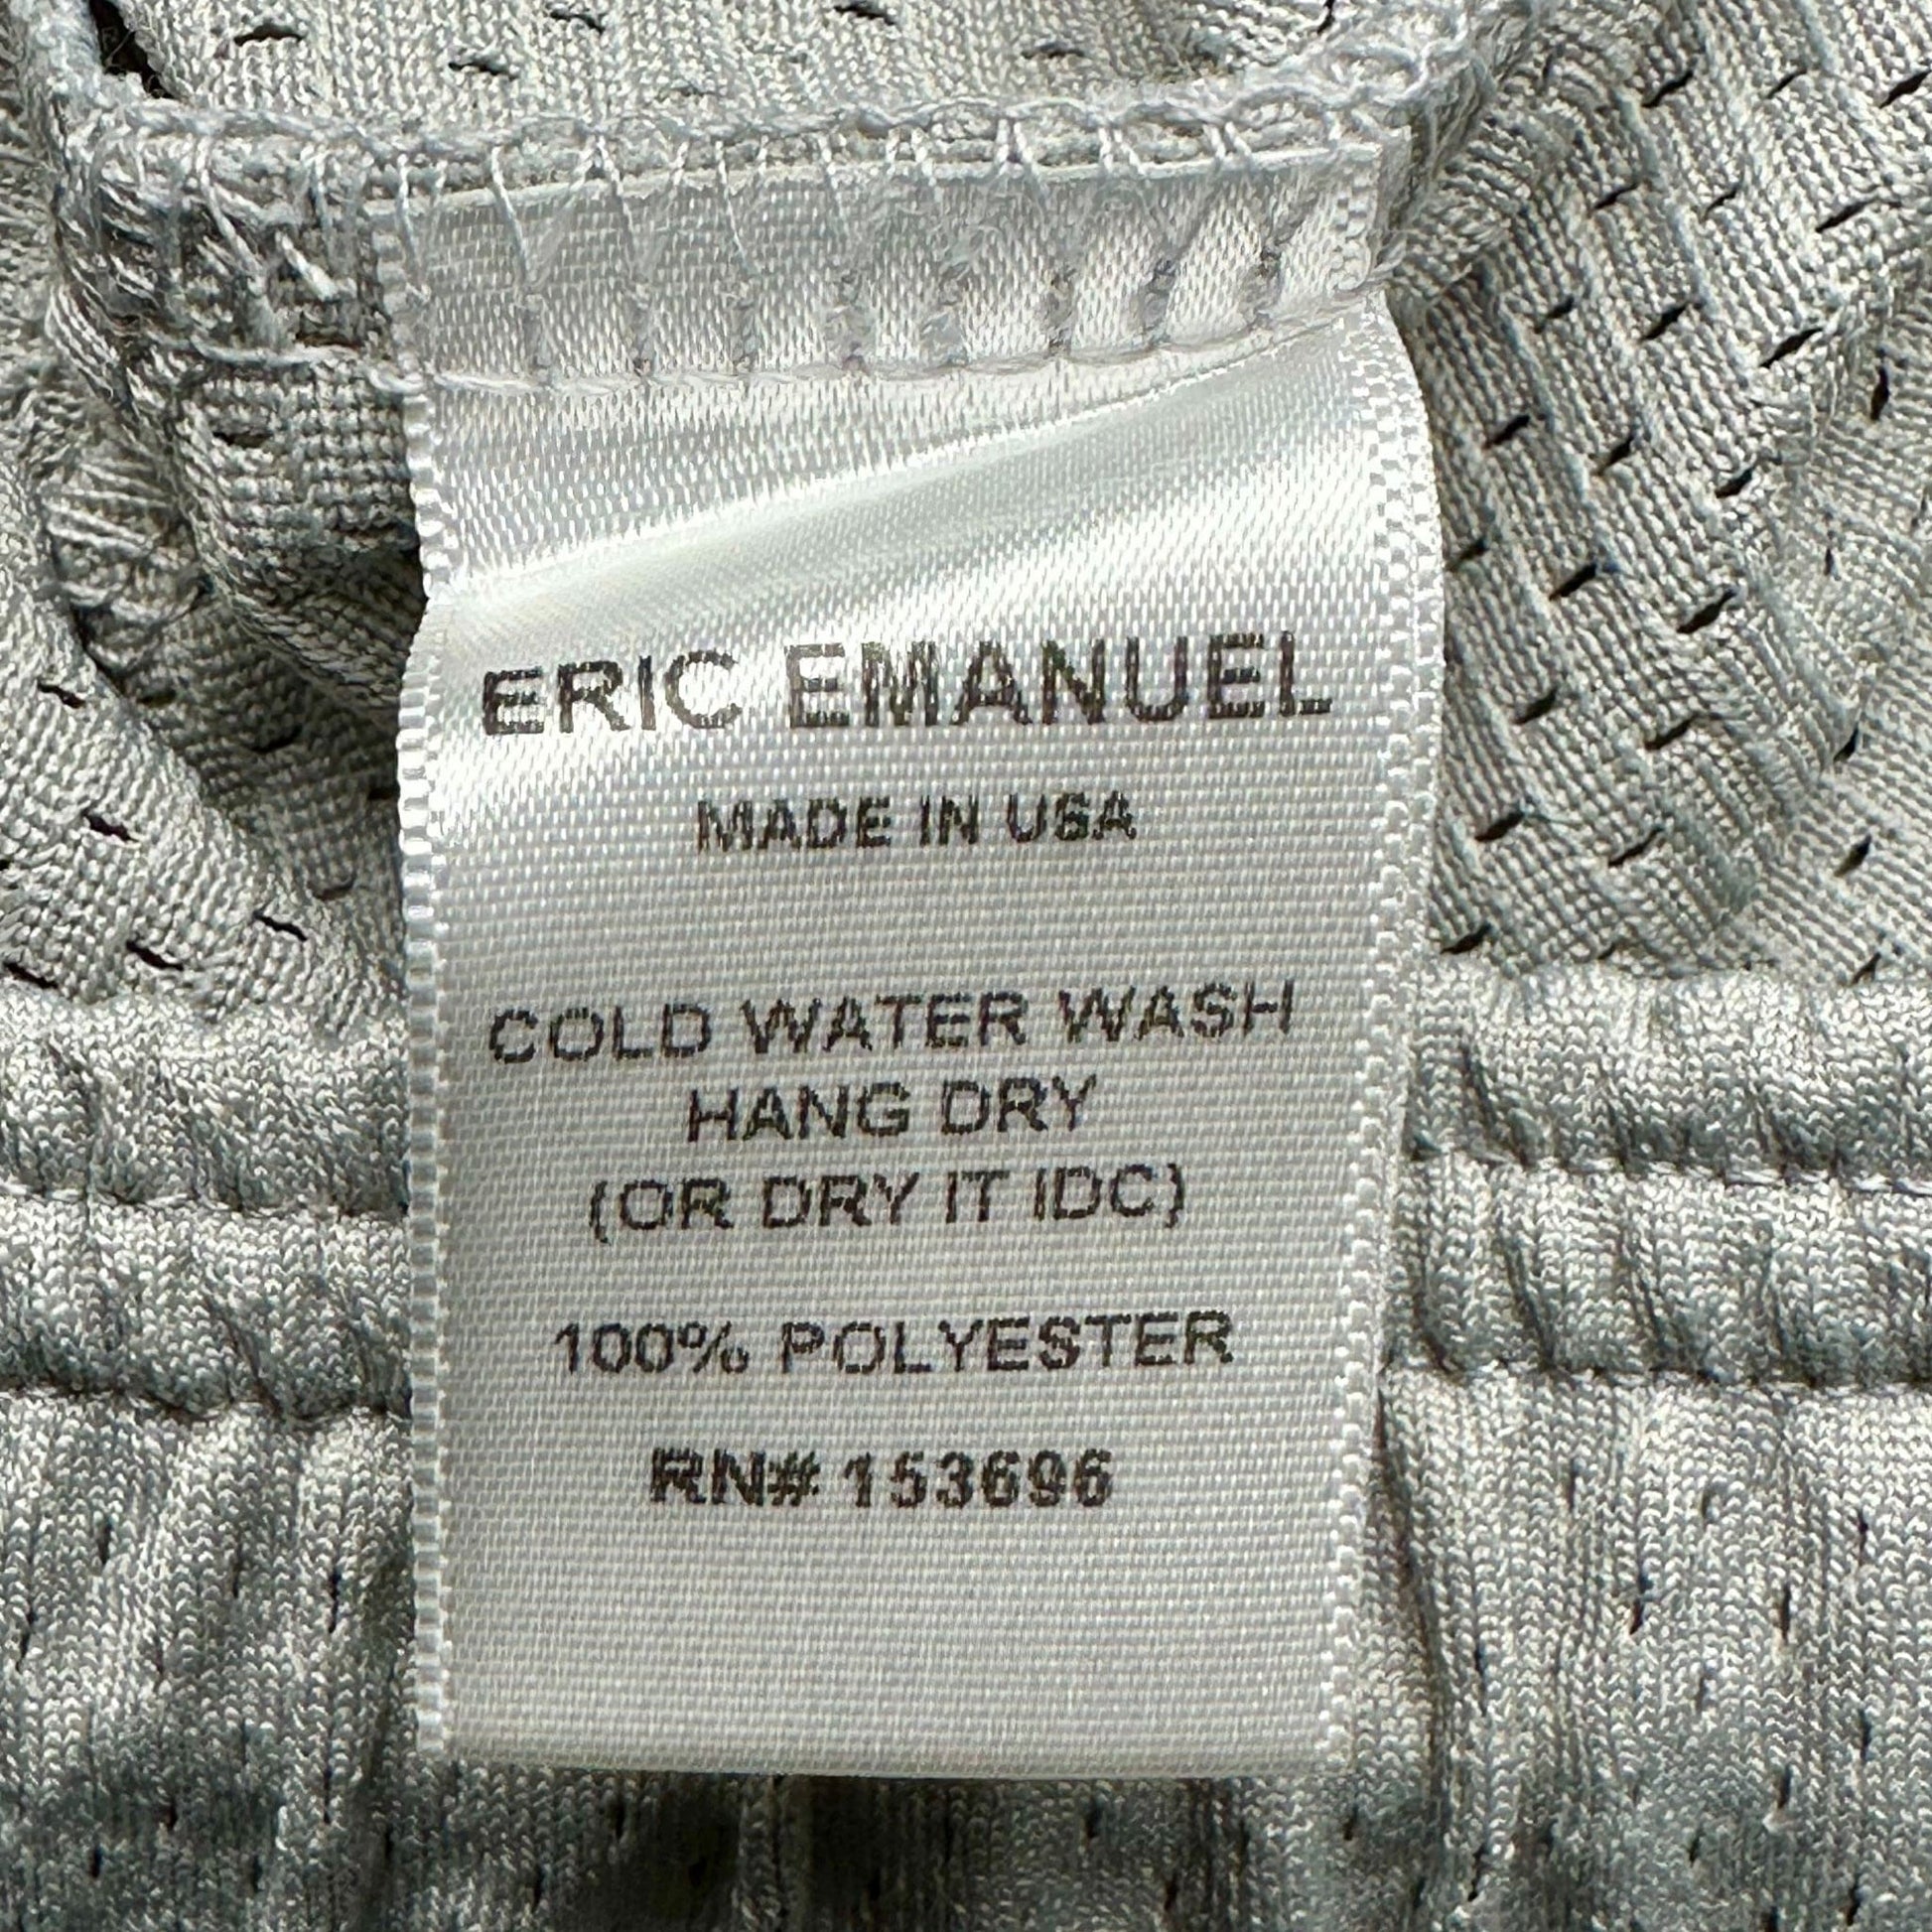 ERIC EMANUEL
MADE IN USA
COLD WATER WASH
HANG DRY
(OR DRY IT IDC)
100% POLYESTER
RN# 153696